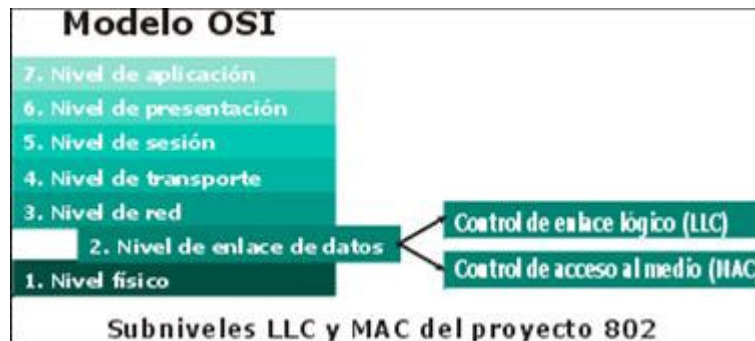 Modelo OSI
7. Nivel de aplicación
6. Nivel de presentación
5. Nivel de sesión
4. Nivel de transporte
3. Nivel de red
2. Nivel de enlace de datos
Control de enlace lógico (LLC)
Control de acceso al medio (MAC
1. Nivel físico
Subniveles LLC y MAC del proyecto 802